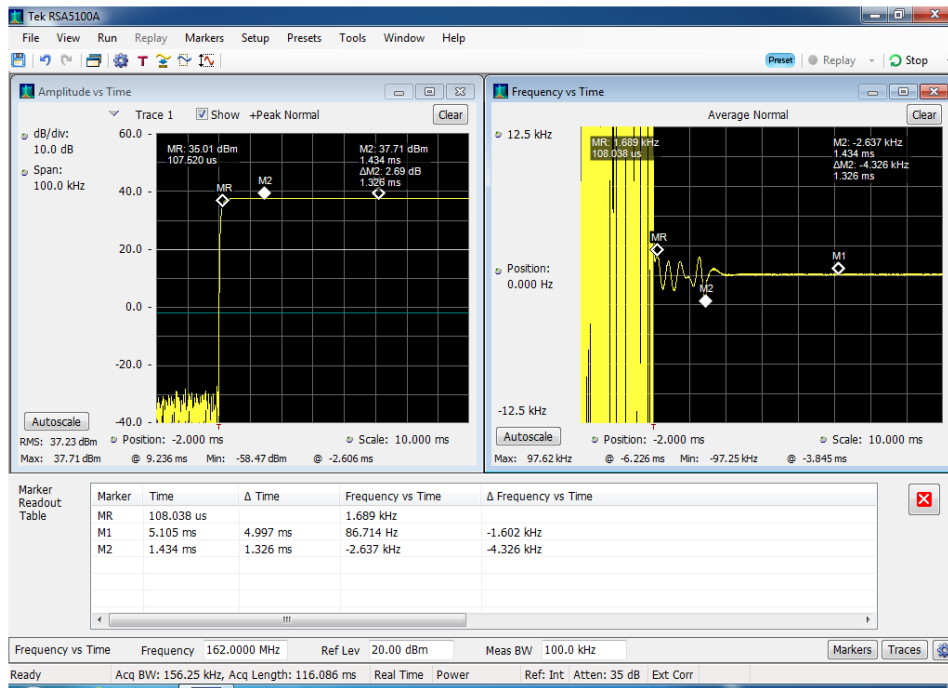 Tek RSA5100A
File View Run Replay Markers Setup Presets Tools Window Help
T Preset Replay Stop
Amplitude vs Time
Trace 1 Show +Peak Normal Clear
dB/div:
10.0 dB
Span:
100.0 kHz
60.0
40.0
20.0
0.0
-20.0
-40.0
MR: 35.01 dBm
107.520 us
M2: 37.71 dBm
1.434 ms
ΔM2: 2.69 dB
1.326 ms
MR
M2
T
Autoscale
RMS: 37.23 dBm
Position: -2.000 ms Scale: 10.000 ms
Max: 37.71 dBm @ 9.236 ms Min: -58.47 dBm @ -2.606 ms
Frequency vs Time
Average Normal Clear
12.5 kHz
Position:
0.000 Hz
-12.5 kHz
MR: 1.689 kHz
108.038 us
M2: -2.637 kHz
1.434 ms
ΔM2: -4.326 kHz
1.326 ms
MR
M1
M2
T
Autoscale
Position: -2.000 ms Scale: 10.000 ms
Max: 97.62 kHz @ -6.226 ms Min: -97.25 kHz @ -3.845 ms
Marker Readout Table
Marker Time Δ Time Frequency vs Time Δ Frequency vs Time
MR 108.038 us 1.689 kHz
M1 5.105 ms 4.997 ms 86.714 Hz -1.602 kHz
M2 1.434 ms 1.326 ms -2.637 kHz -4.326 kHz
Frequency vs Time Frequency 162.0000 MHz Ref Lev 20.00 dBm Meas BW 100.0 kHz Markers Traces
Ready Acq BW: 156.25 kHz, Acq Length: 116.086 ms Real Time Power Ref: Int Atten: 35 dB Ext Corr